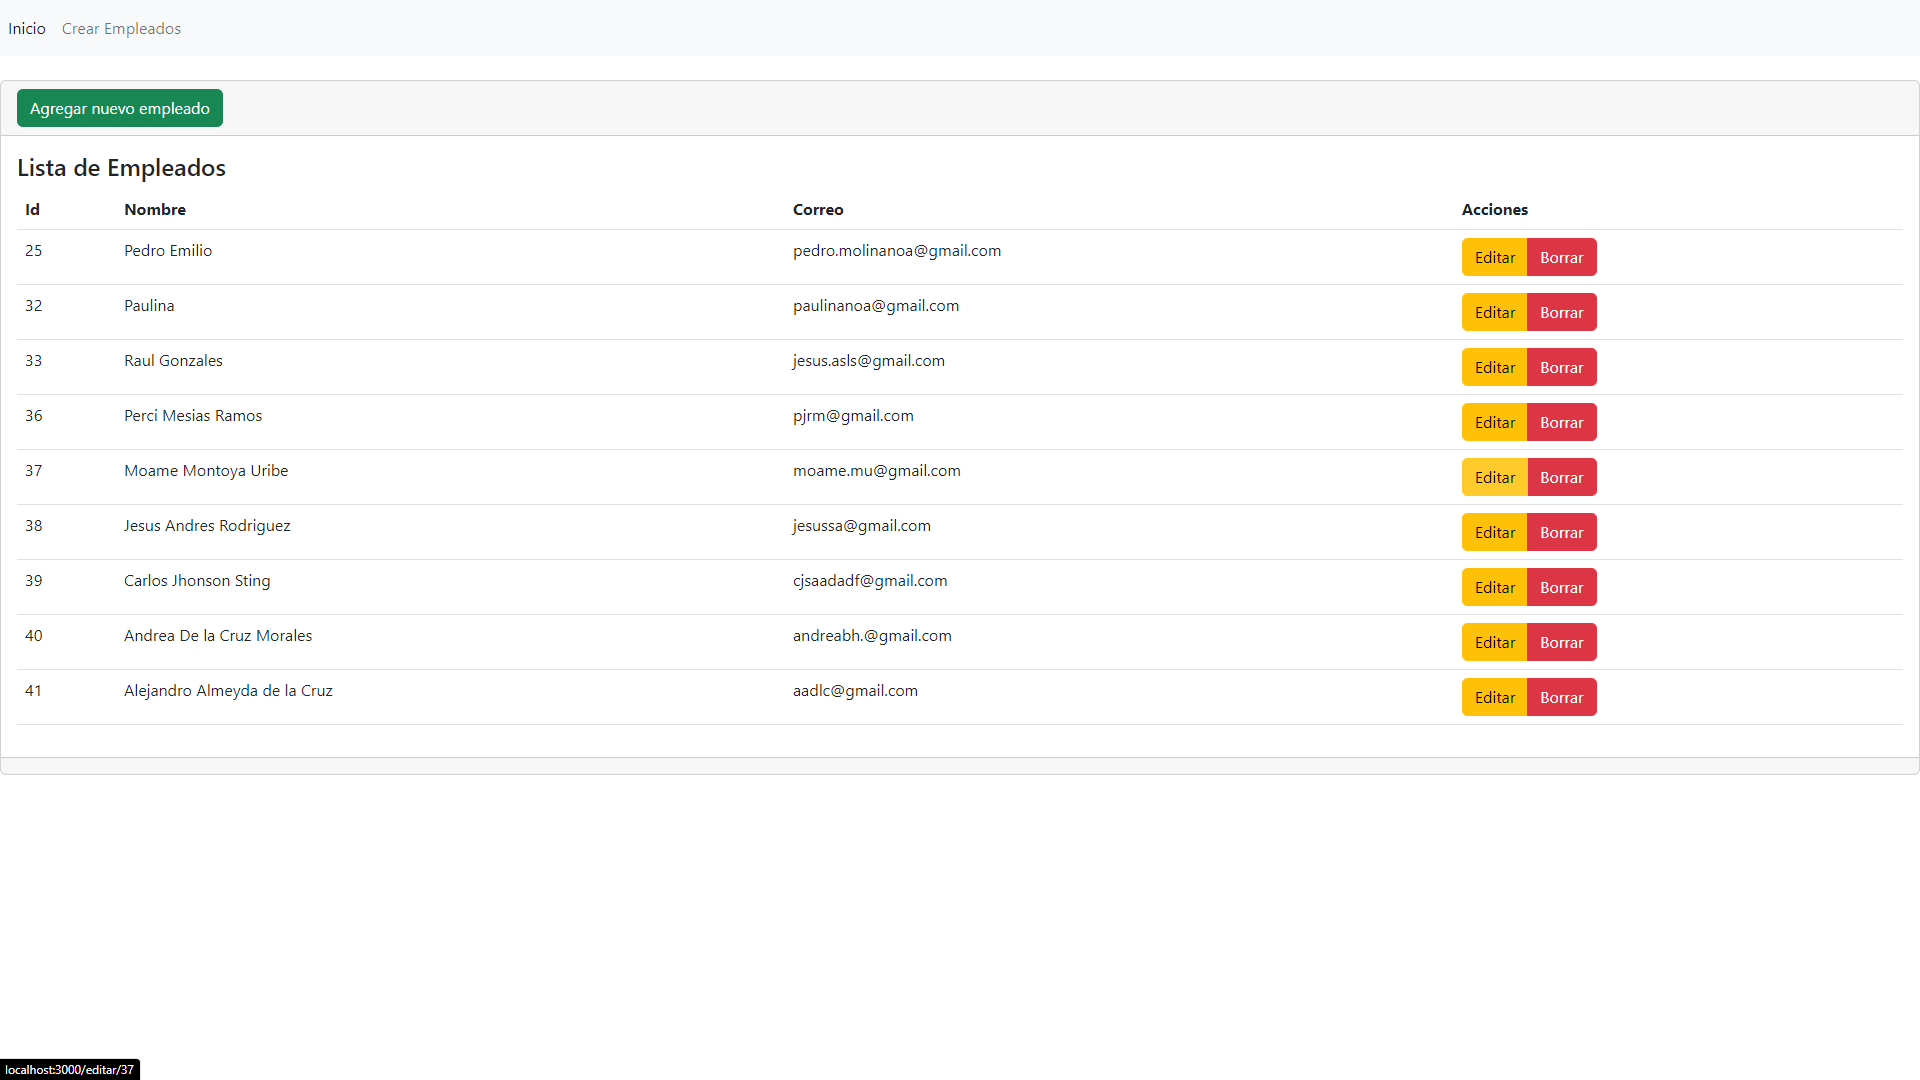 Inicio Crear Empleados
Agregar nuevo empleado
Lista de Empleados
Id Nombre Correo Acciones
25 Pedro Emilio pedro.molinanoa@gmail.com Editar Borrar
32 Paulina paulinanoa@gmail.com Editar Borrar
33 Raul Gonzales jesus.asls@gmail.com Editar Borrar
36 Perci Mesias Ramos pjrm@gmail.com Editar Borrar
37 Moame Montoya Uribe moame.mu@gmail.com Editar Borrar
38 Jesus Andres Rodriguez jesussa@gmail.com Editar Borrar
39 Carlos Jhonson Sting cjsaadadf@gmail.com Editar Borrar
40 Andrea De la Cruz Morales andreabh.@gmail.com Editar Borrar
41 Alejandro Almeyda de la Cruz aadlc@gmail.com Editar Borrar
localhost:3000/editar/37